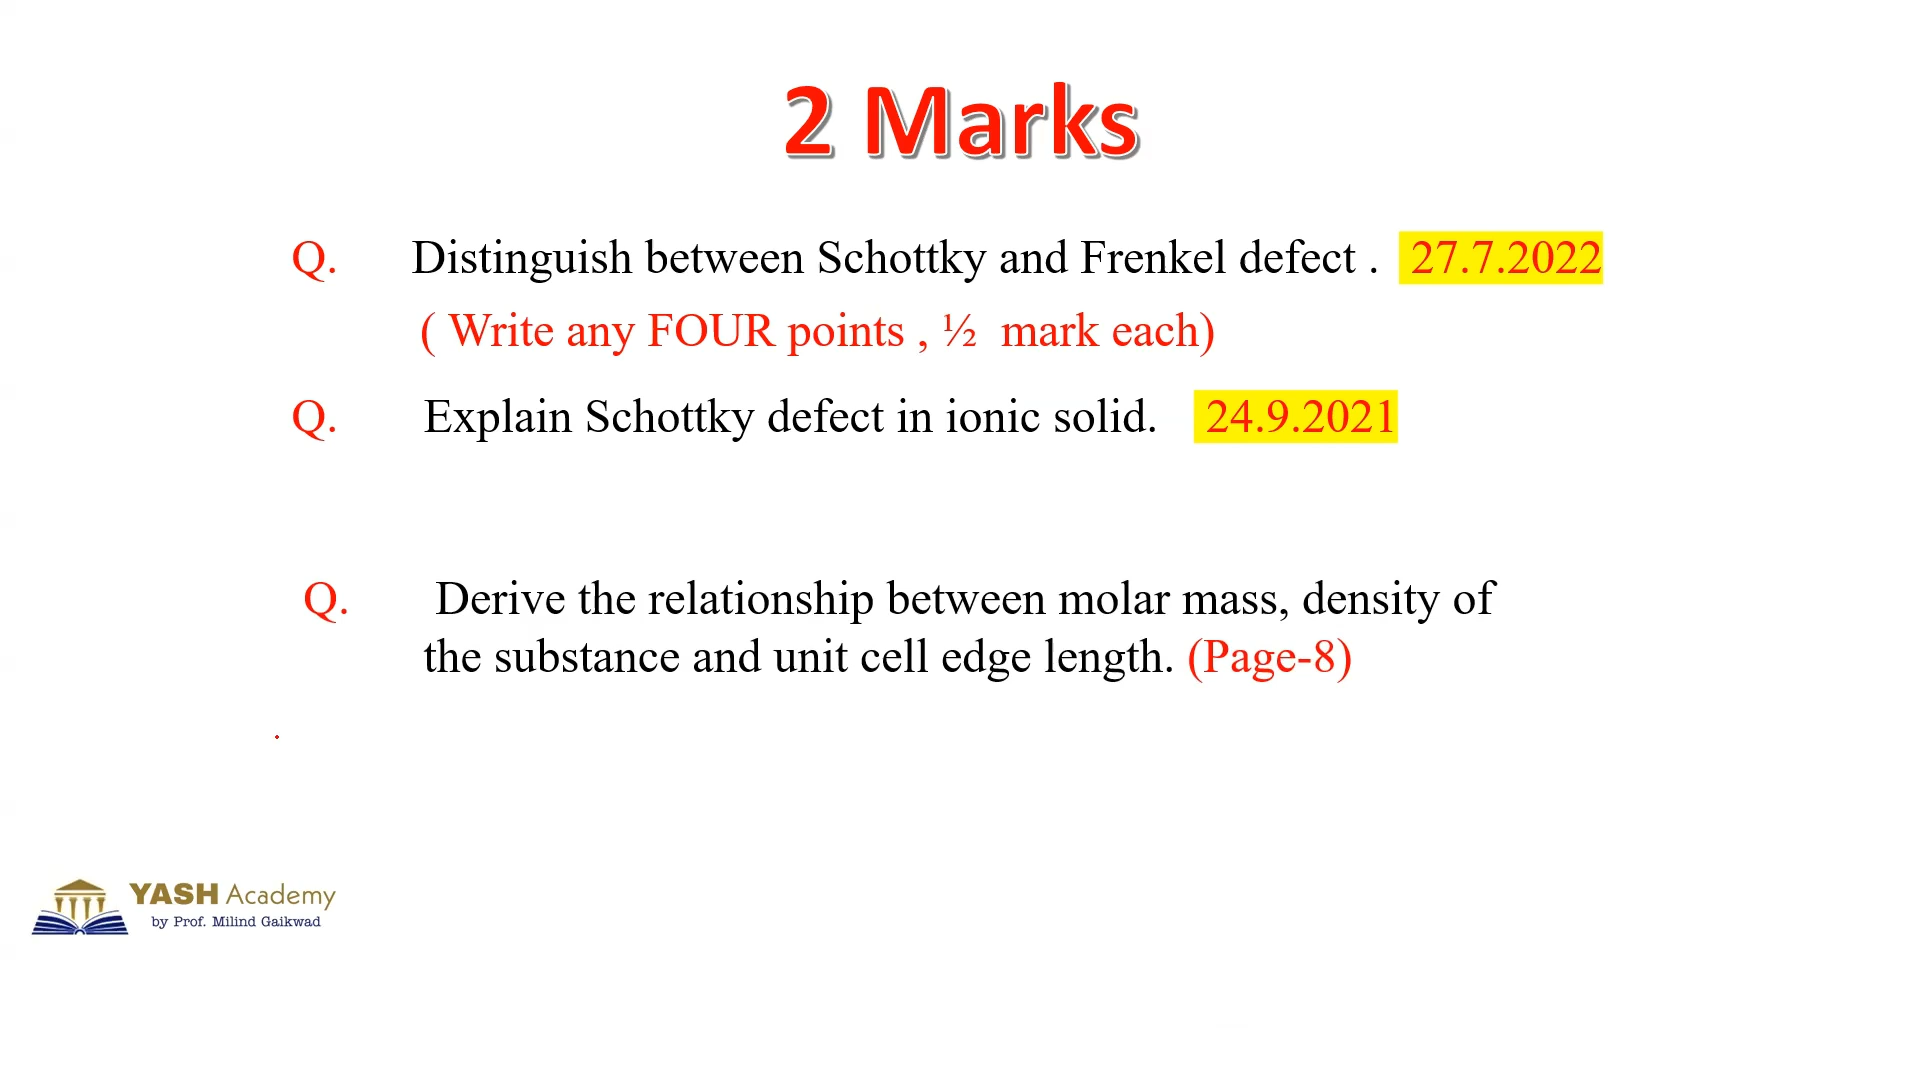 2 Marks
Q. Distinguish between Schottky and Frenkel defect . 27.7.2022
( Write any FOUR points , ½ mark each)
Q. Explain Schottky defect in ionic solid. 24.9.2021
Q. Derive the relationship between molar mass, density of
the substance and unit cell edge length. (Page-8)
.
YASH Academy
by Prof. Milind Gaikwad